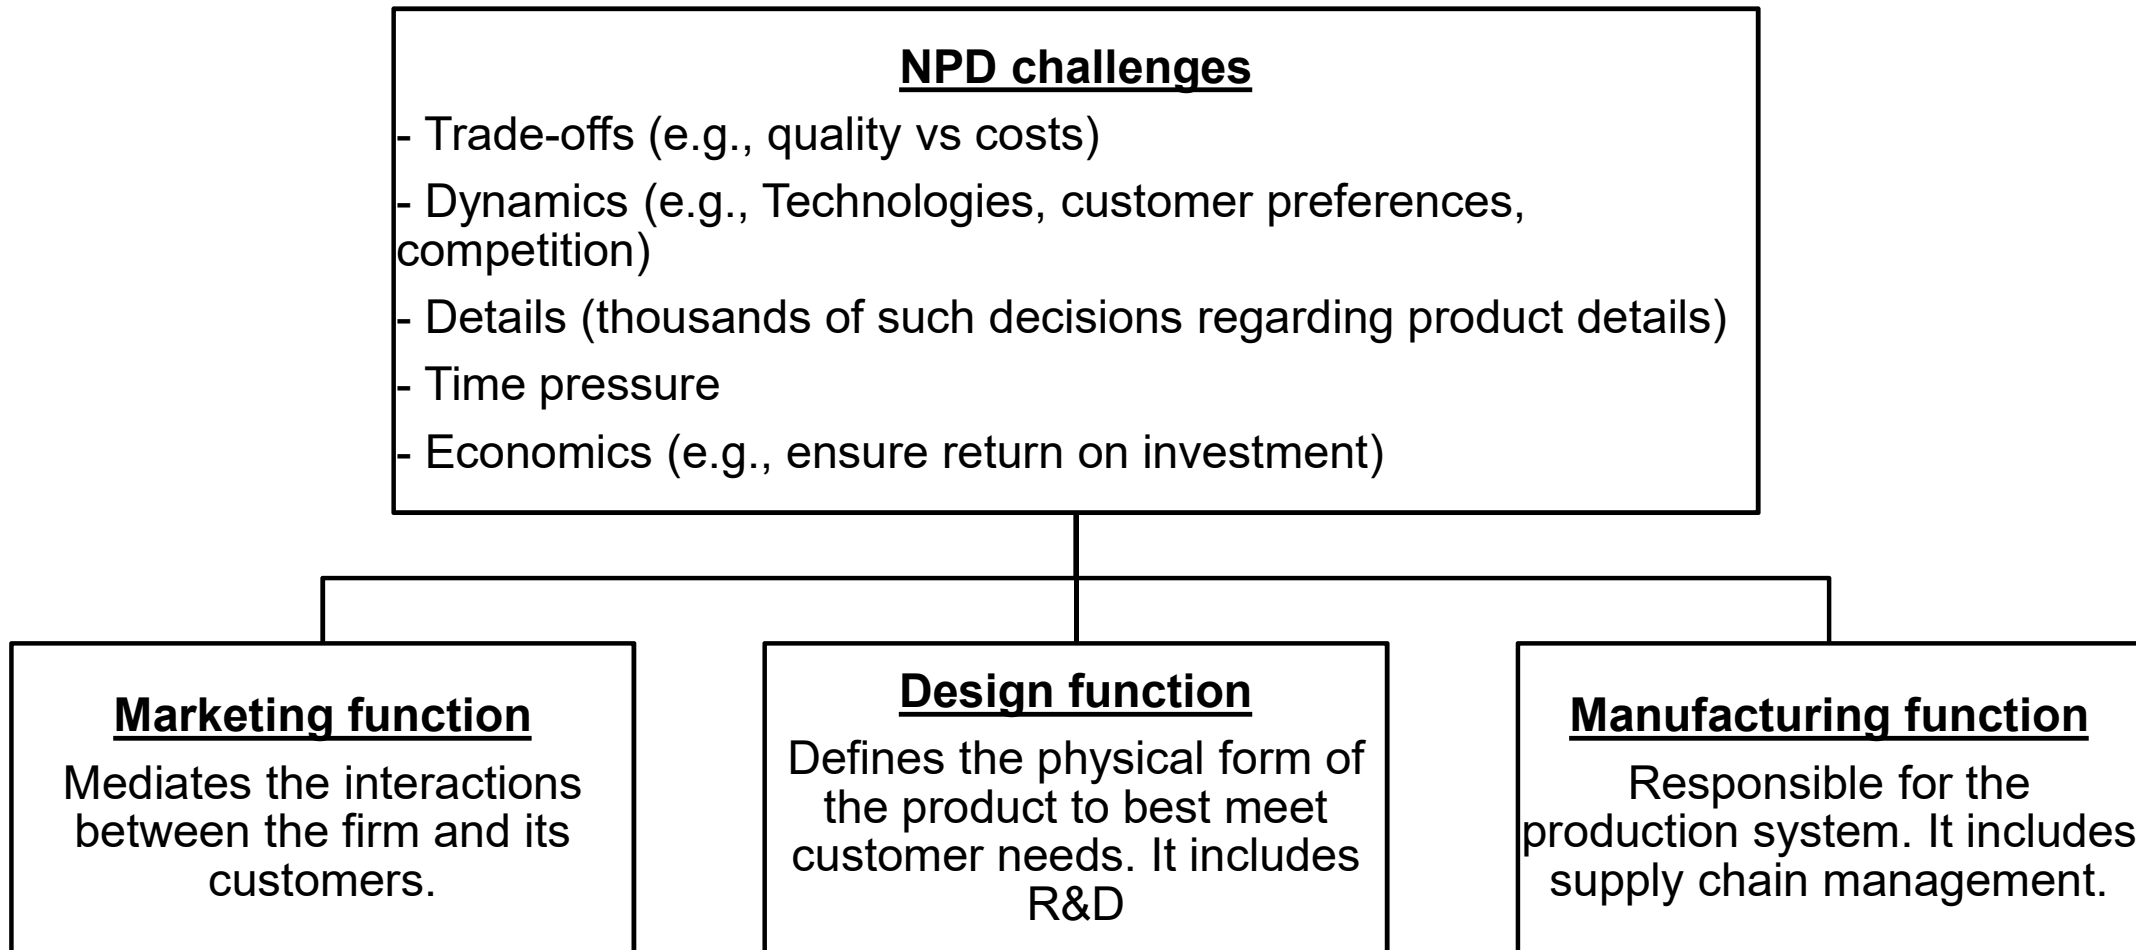 NPD challenges
- Trade-offs (e.g., quality vs costs)
- Dynamics (e.g., Technologies, customer preferences,
competition)
- Details (thousands of such decisions regarding product details)
- Time pressure
- Economics (e.g., ensure return on investment)
Marketing function
Mediates the interactions
between the firm and its
customers.
Design function
Defines the physical form of
the product to best meet
customer needs. It includes
R&D
Manufacturing function
Responsible for the
production system. It includes
supply chain management.